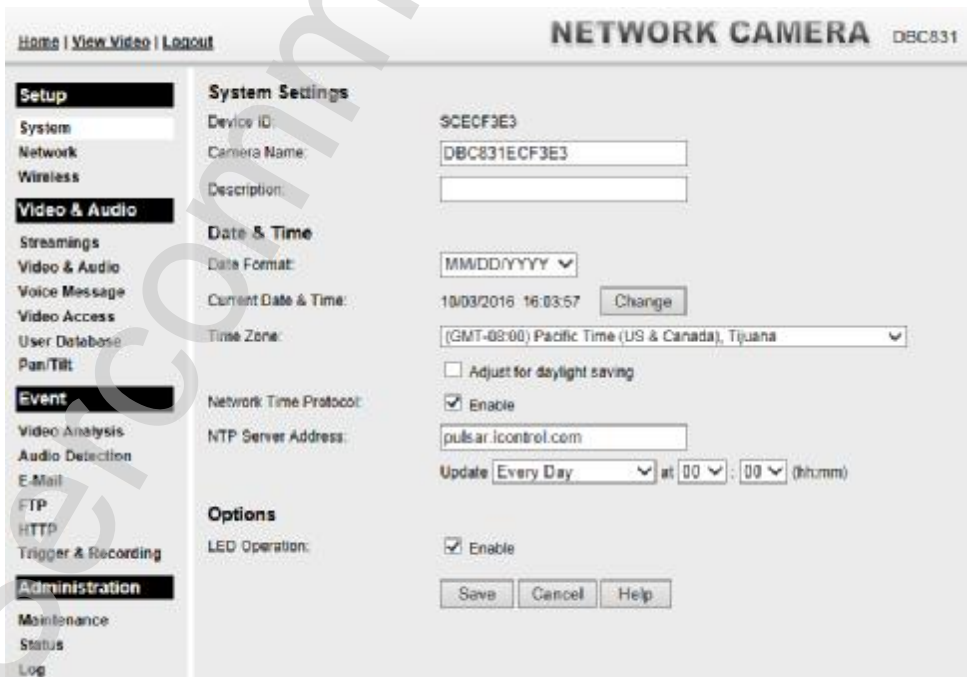 Home | View Video | Logout
NETWORK CAMERA DBC831
Setup
System
Network
Wireless
Video & Audio
Streamings
Video & Audio
Voice Message
Video Access
User Database
Pan/Tilt
Event
Video Analysis
Audio Detection
E-Mail
FTP
HTTP
Trigger & Recording
Administration
Maintenance
Status
Log
System Settings
Device ID: SCECF3E3
Camera Name: DBC831ECF3E3
Description:
Date & Time
Date Format: MM/DD/YYYY
Current Date & Time: 10/03/2016 16:03:57 Change
Time Zone: (GMT-08:00) Pacific Time (US & Canada), Tijuana
Adjust for daylight saving
Network Time Protocol: Enable
NTP Server Address: pulsar.icontrol.com
Update Every Day at 00 : 00 (hh:mm)
Options
LED Operation: Enable
Save Cancel Help
sercomm